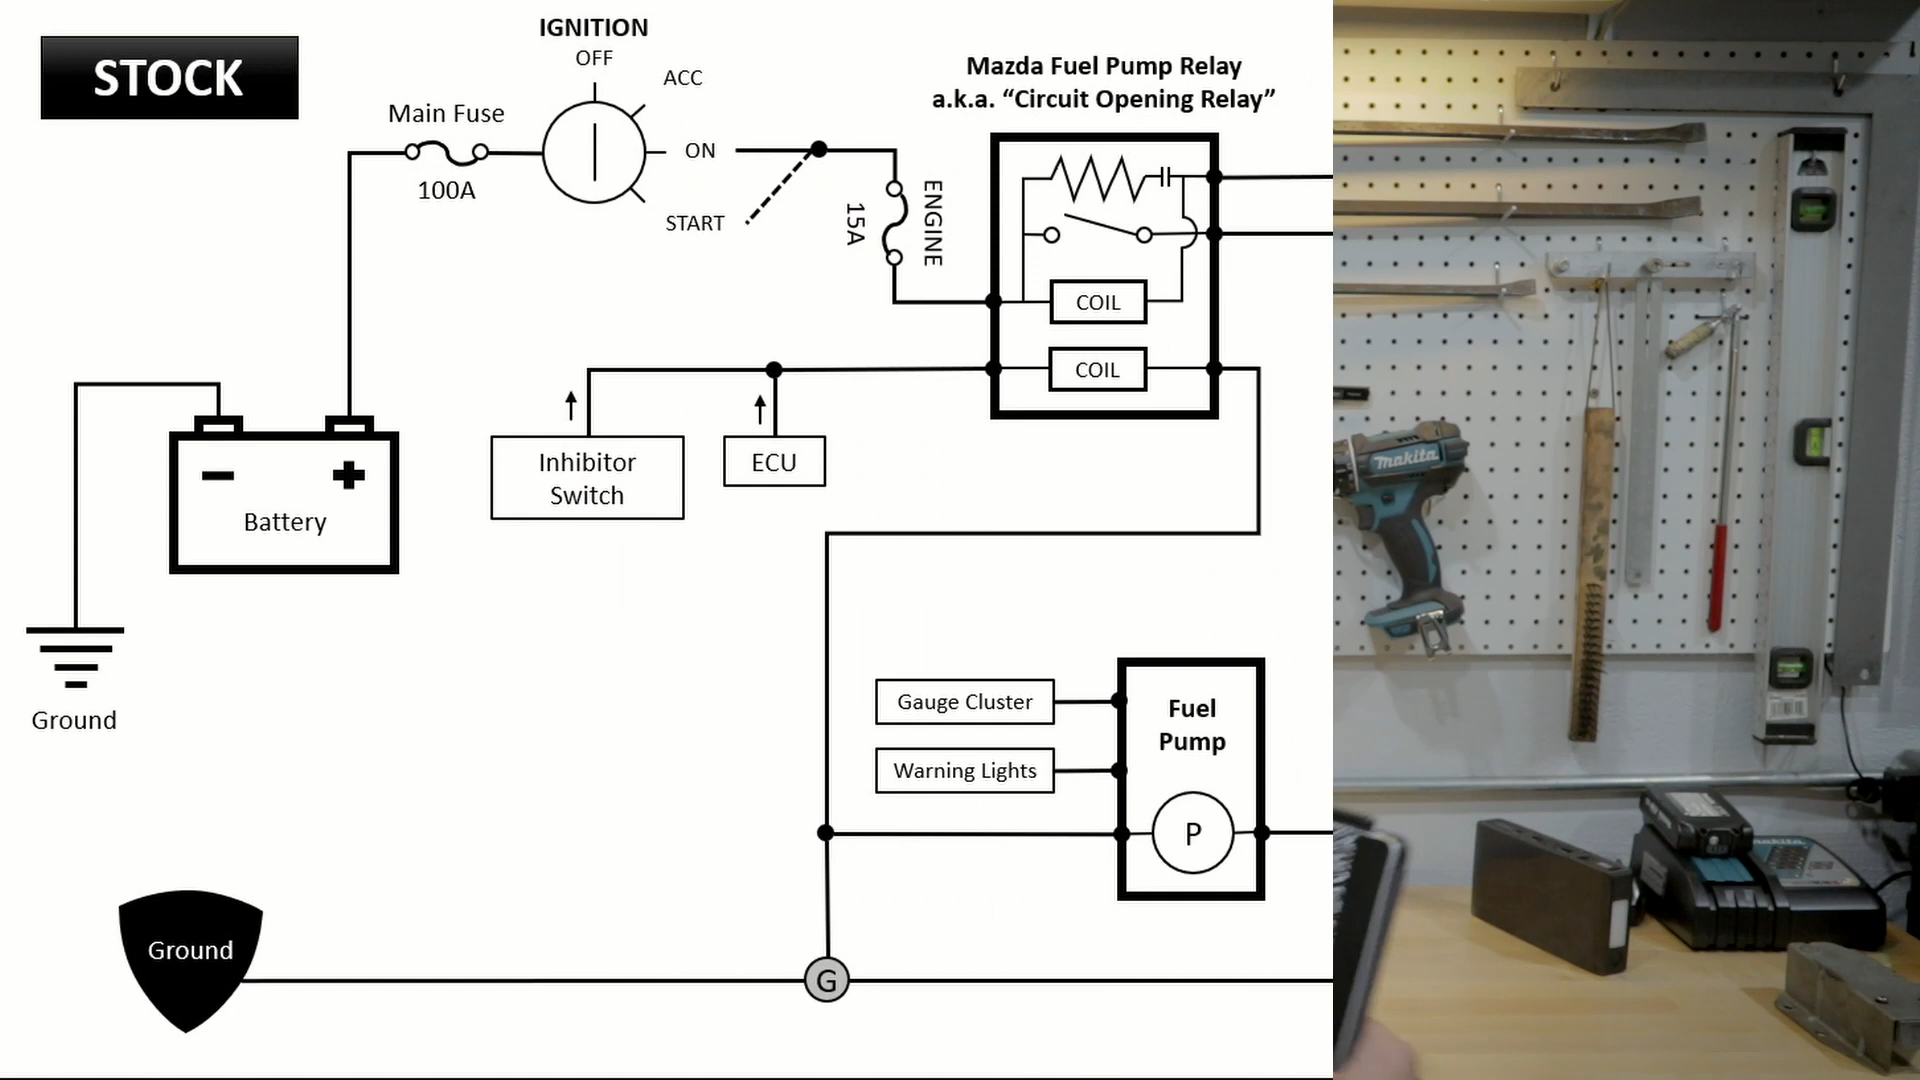 STOCK
IGNITION
OFF
ACC
ON
START
Main Fuse
100A
15A
ENGINE
Mazda Fuel Pump Relay
a.k.a. “Circuit Opening Relay”
COIL
COIL
Inhibitor
Switch
ECU
Battery
Ground
Gauge Cluster
Warning Lights
Fuel
Pump
P
Ground
G
makita
makita